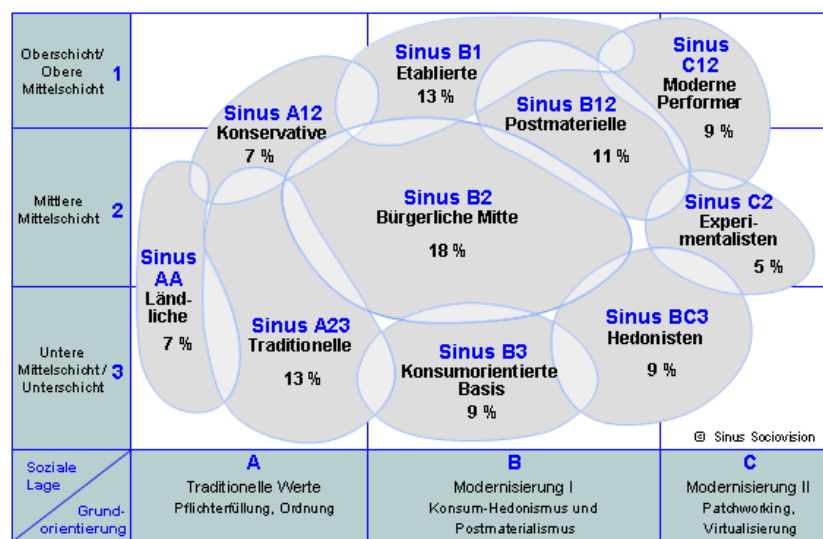 Oberschicht/
Obere
Mittelschicht
1
Mittlere
Mittelschicht
2
Untere
Mittelschicht/
Unterschicht
3
Sinus B1
Etablierte
13 %
Sinus
C12
Moderne
Performer
9 %
Sinus A12
Konservative
7 %
Sinus B12
Postmaterielle
11 %
Sinus B2
Bürgerliche Mitte
18 %
Sinus C2
Experi-
mentalisten
5 %
Sinus
AA
Länd-
liche
7 %
Sinus A23
Traditionelle
13 %
Sinus B3
Konsumorientierte
Basis
9 %
Sinus BC3
Hedonisten
9 %
© Sinus Sociovision
Soziale
Lage
Grund-
orientierung
A
Traditionelle Werte
Pflichterfüllung, Ordnung
B
Modernisierung I
Konsum-Hedonismus und
Postmaterialismus
C
Modernisierung II
Patchworking,
Virtualisierung